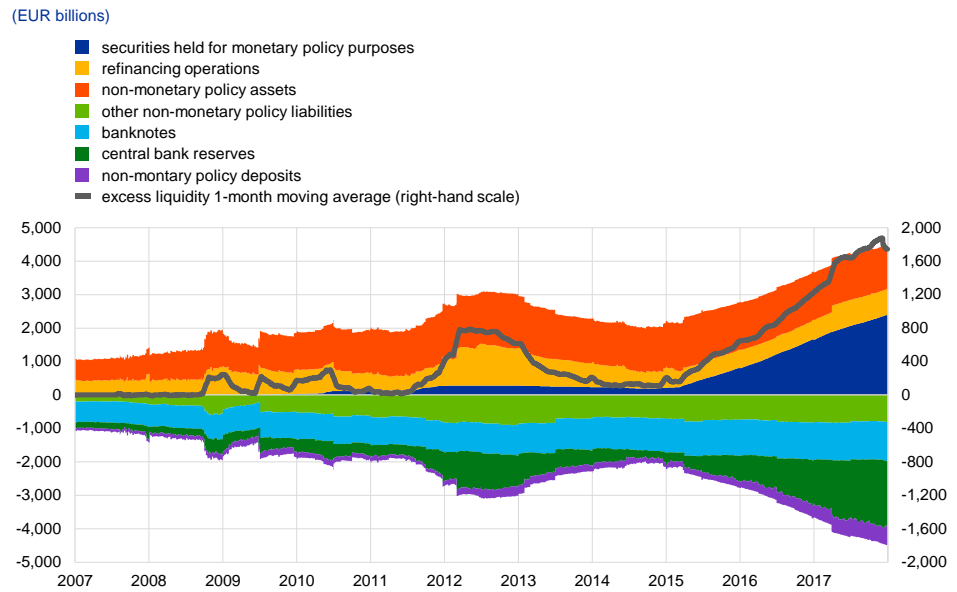 (EUR billions)
securities held for monetary policy purposes
refinancing operations
non-monetary policy assets
other non-monetary policy liabilities
banknotes
central bank reserves
non-montary policy deposits
excess liquidity 1-month moving average (right-hand scale)
5,000 2,000
4,000 1,600
3,000 1,200
2,000 800
1,000 400
0 0
-1,000 -400
-2,000 -800
-3,000 -1,200
-4,000 -1,600
-5,000 -2,000
2007 2008 2009 2010 2011 2012 2013 2014 2015 2016 2017